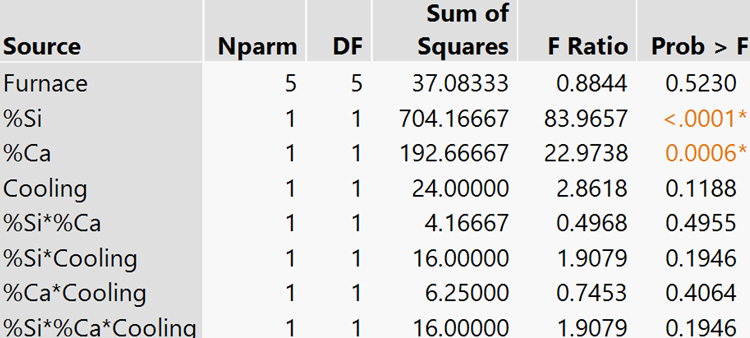 Sum of
Source Nparm DF Squares F Ratio Prob > F
Furnace 5 5 37.08333 0.8844 0.5230
%Si 1 1 704.16667 83.9657 <.0001*
%Ca 1 1 192.66667 22.9738 0.0006*
Cooling 1 1 24.00000 2.8618 0.1188
%Si*%Ca 1 1 4.16667 0.4968 0.4955
%Si*Cooling 1 1 16.00000 1.9079 0.1946
%Ca*Cooling 1 1 6.25000 0.7453 0.4064
%Si*%Ca*Cooling 1 1 16.00000 1.9079 0.1946